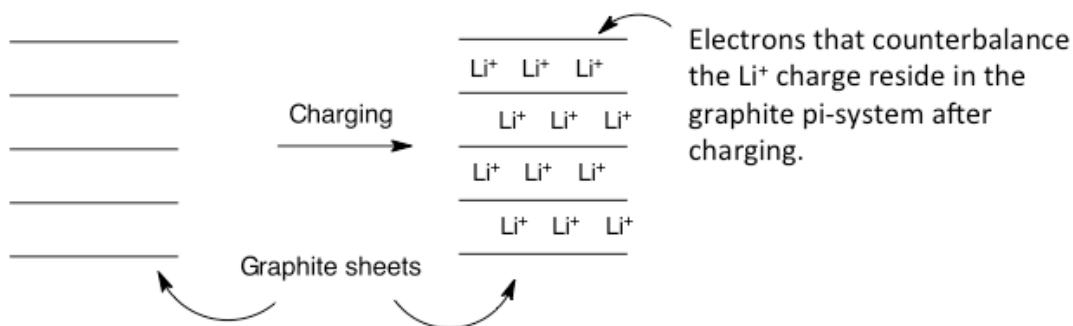 Electrons that counterbalance
the Li⁺ charge reside in the
graphite pi-system after
charging.
Li⁺ Li⁺ Li⁺
Li⁺ Li⁺ Li⁺
Charging
Li⁺ Li⁺ Li⁺
Li⁺ Li⁺ Li⁺
Graphite sheets